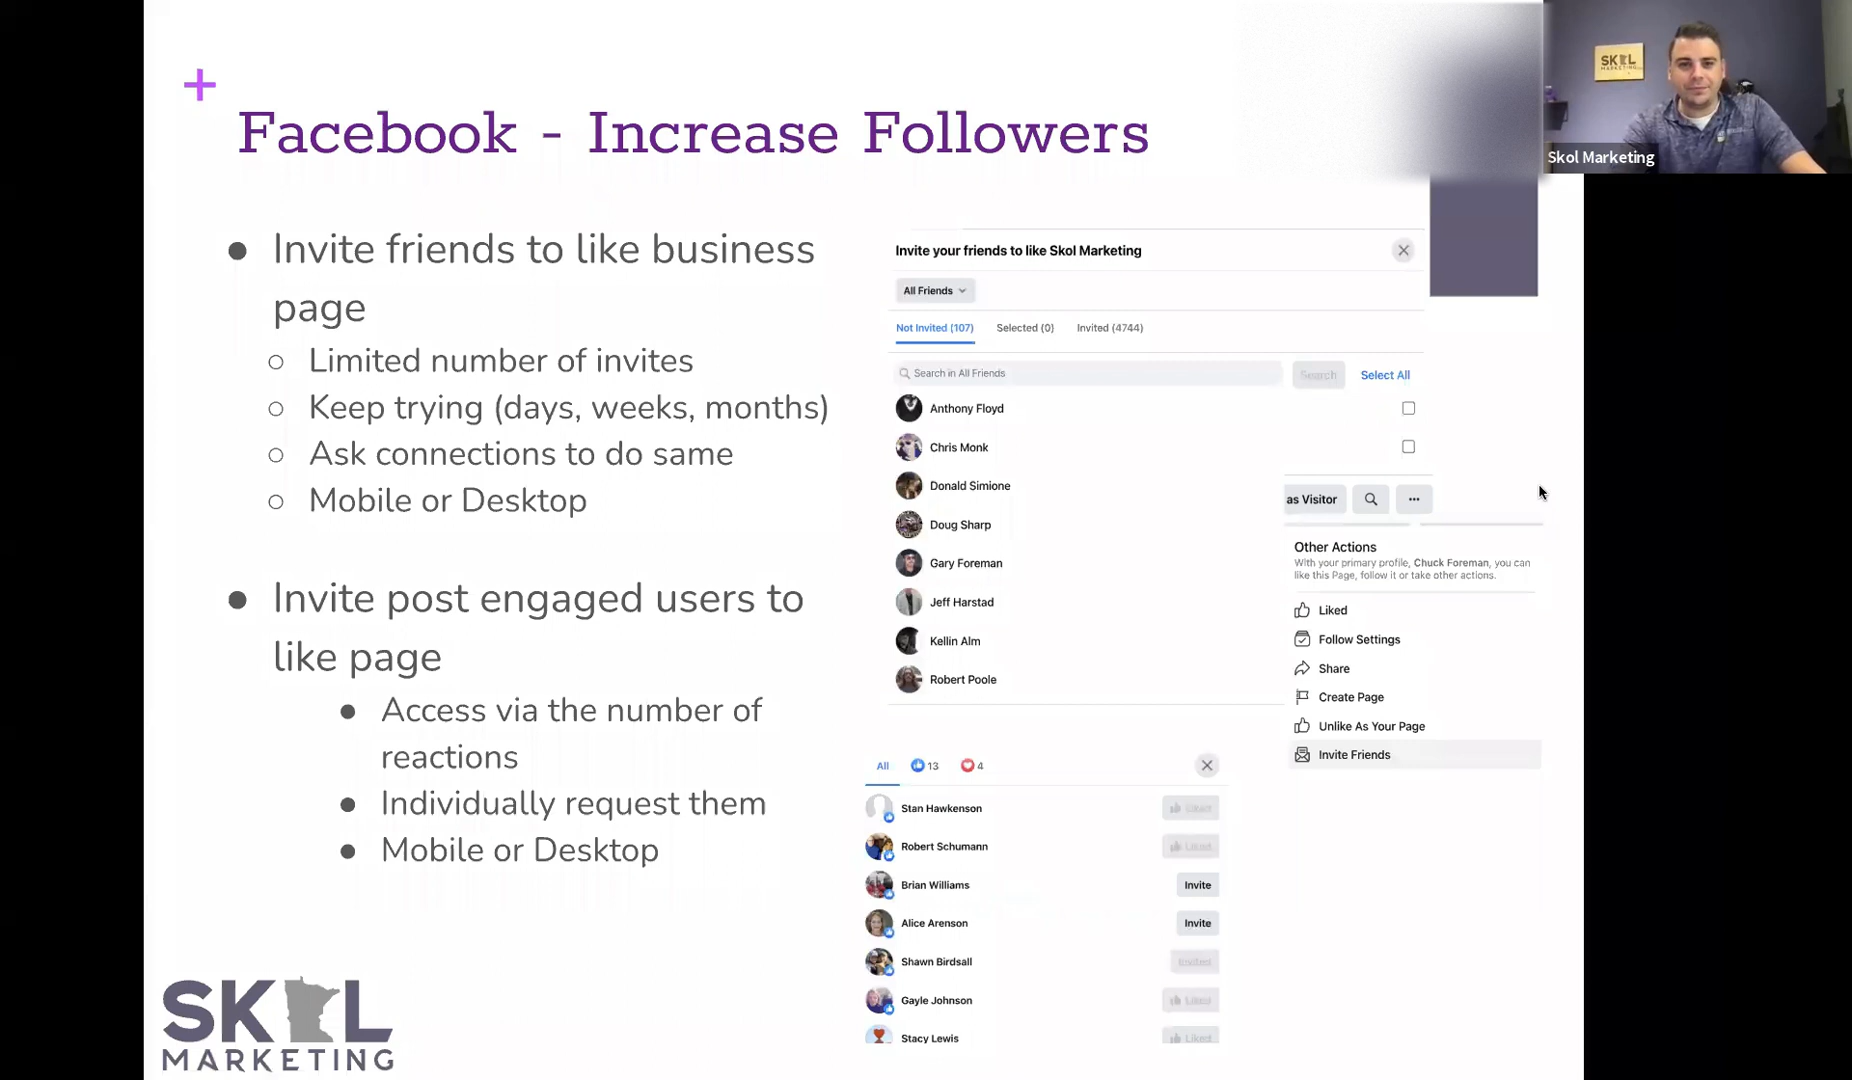 Facebook - Increase Followers
Invite friends to like business
page
Limited number of invites
Keep trying (days, weeks, months)
Ask connections to do same
Mobile or Desktop
Invite post engaged users to
like page
Access via the number of
reactions
Individually request them
Mobile or Desktop
SKOL
MARKETING
Invite your friends to like Skol Marketing
All Friends
Not Invited (107) Selected (0) Invited (4744)
Search in All Friends Search Select All
Anthony Floyd
Chris Monk
Donald Simione
Doug Sharp
Gary Foreman
Jeff Harstad
Kellin Alm
Robert Poole
as Visitor ...
Other Actions
With your primary profile, Chuck Foreman, you can
like this Page, follow it or take other actions.
Liked
Follow Settings
Share
Create Page
Unlike As Your Page
Invite Friends
All 13 4
Stan Hawkenson Liked
Robert Schumann Liked
Brian Williams Invite
Alice Arenson Invite
Shawn Birdsall Invited
Gayle Johnson Liked
Stacy Lewis Liked
SKOL
MARKETING
Skol Marketing